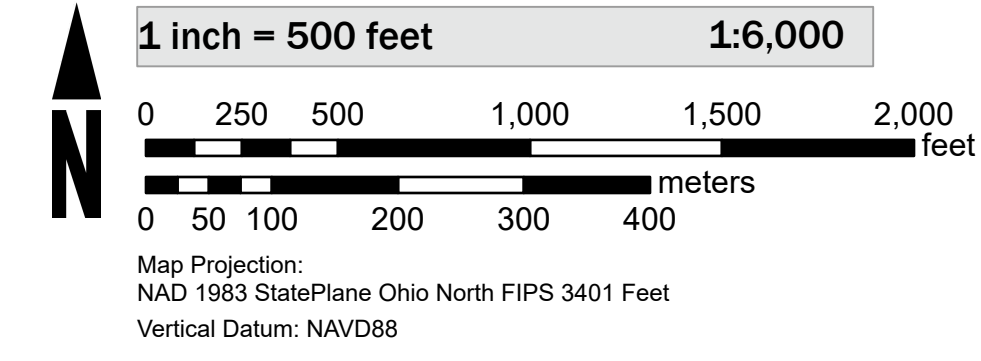 1 inch = 500 feet 1:6,000
0 250 500 1,000 1,500 2,000
feet
meters
0 50 100 200 300 400
N
Map Projection:
NAD 1983 StatePlane Ohio North FIPS 3401 Feet
Vertical Datum: NAVD88